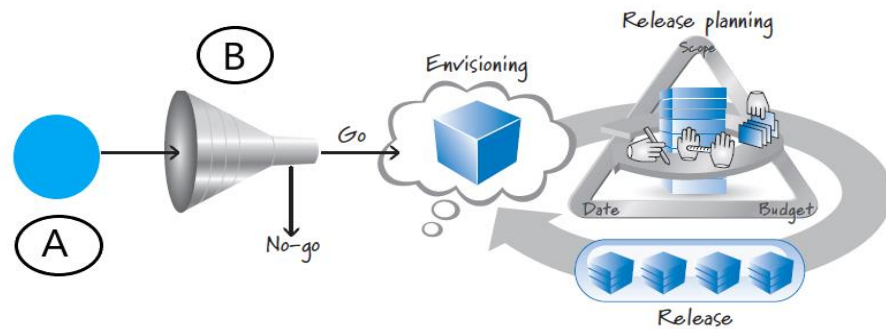 A
B
Go
No-go
Envisioning
Release planning
Scope
Date
Budget
Release